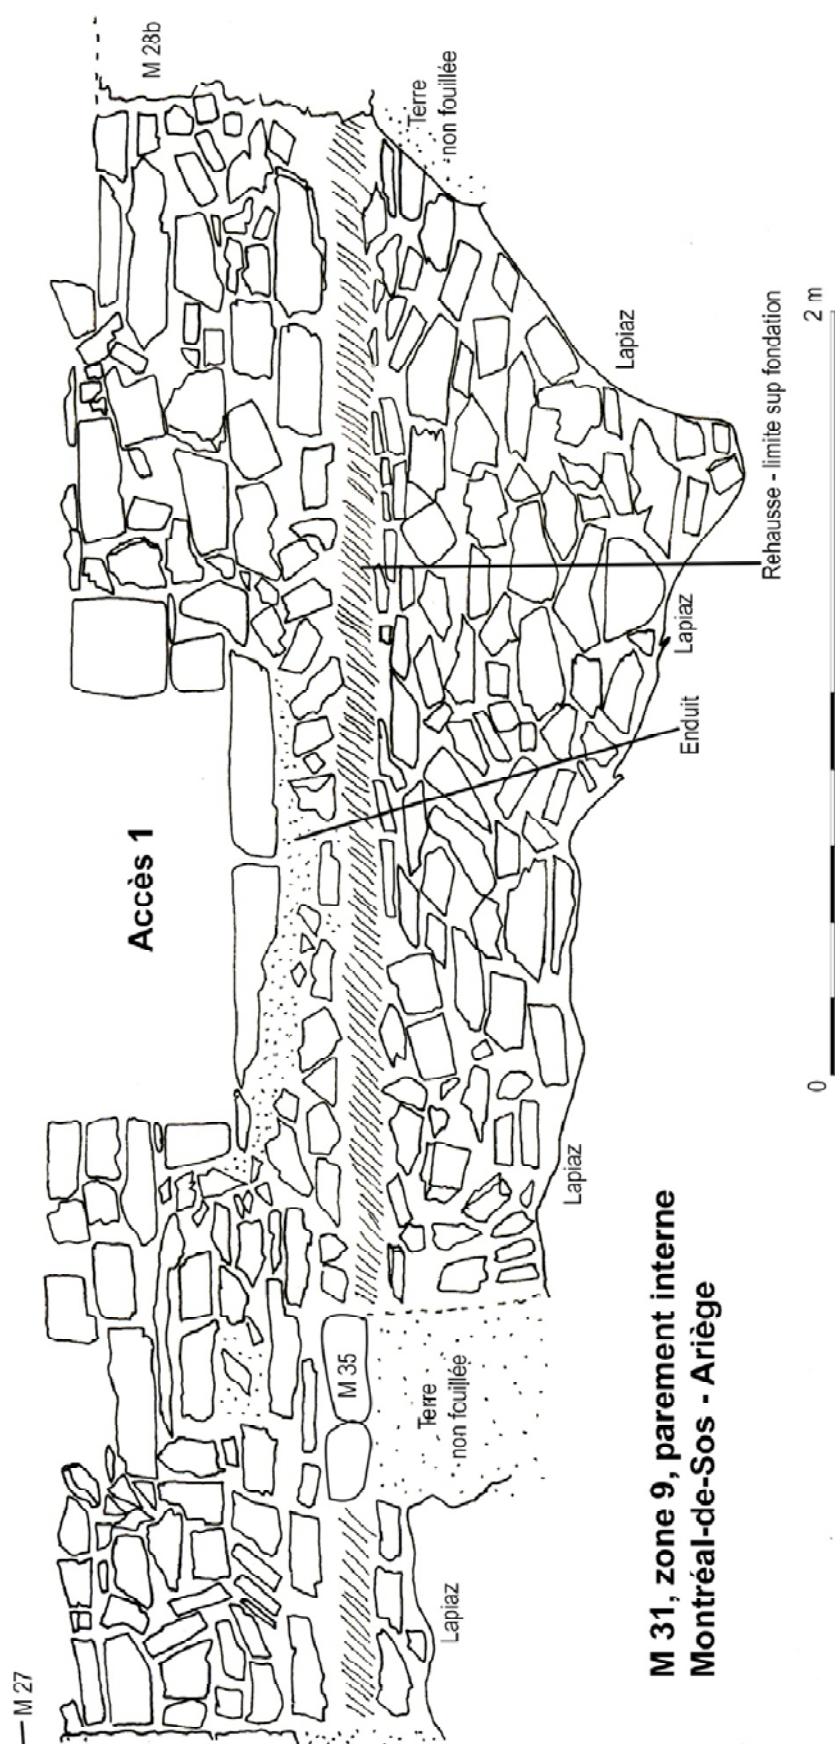 M 27
M 28b
Accès 1
Terre
non fouillée
M 35
Terre
non fouillée
Lapiaz
Lapiaz
Lapiaz
Lapiaz
Enduit
Rehausse - limite sup fondation
M 31, zone 9, parement interne
Montréal-de-Sos - Ariège
0
2 m